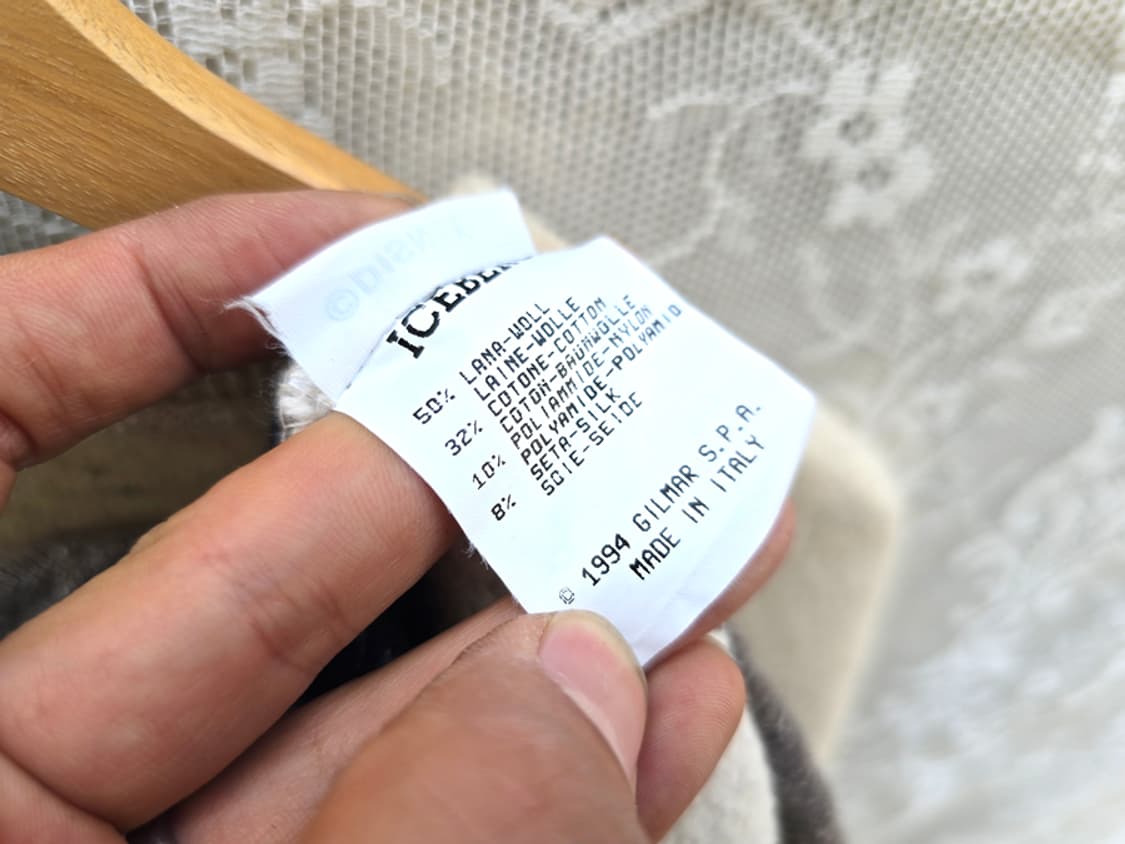 ICEBER
50% LANA-WOLL
LAINE-WOLLE
32% COTONE-COTTON
COTON-BAUMWOLLE
10% POLIAMMIDE-NYLON
POLYAMIDE-POLYAMID
8% SETA-SILK
SOIE-SEIDE
© 1994 GILMAR S.P.A.
MADE IN ITALY